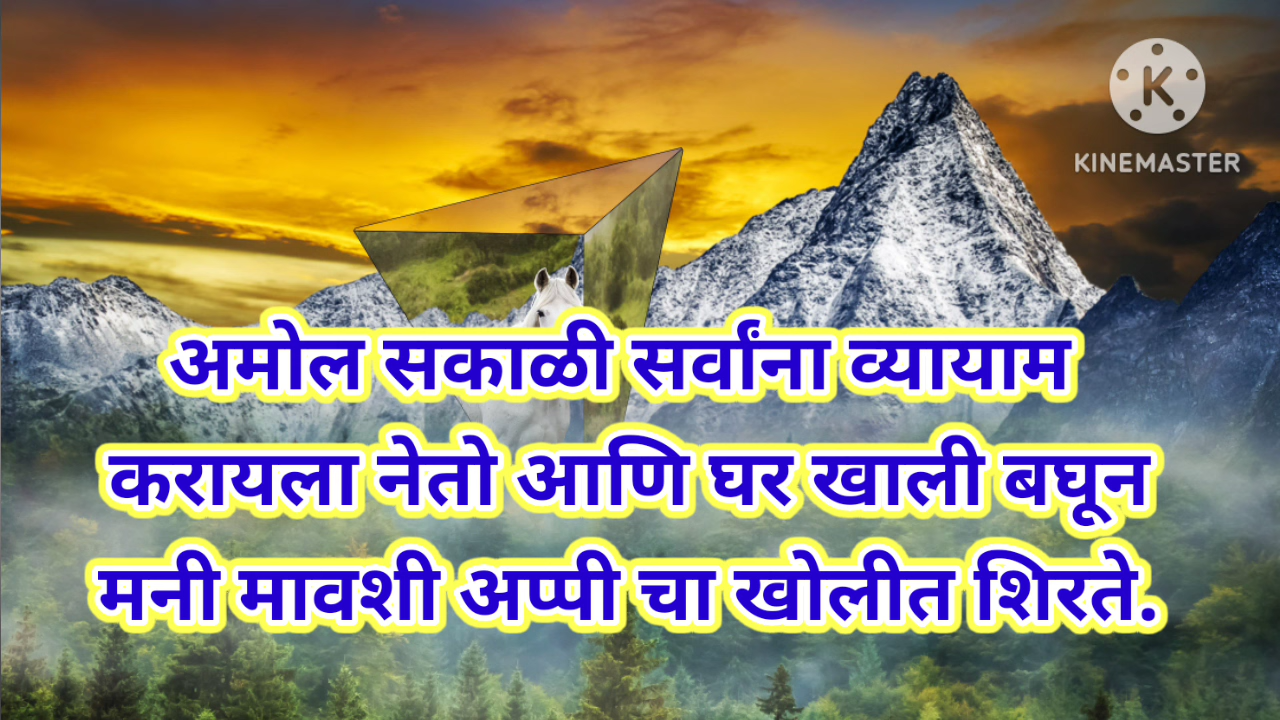 KINEMASTER
अमोल सकाळी सर्वांना व्यायाम
करायला नेतो आणि घर खाली बघून
मनी मावशी अप्पी चा खोलीत शिरते.